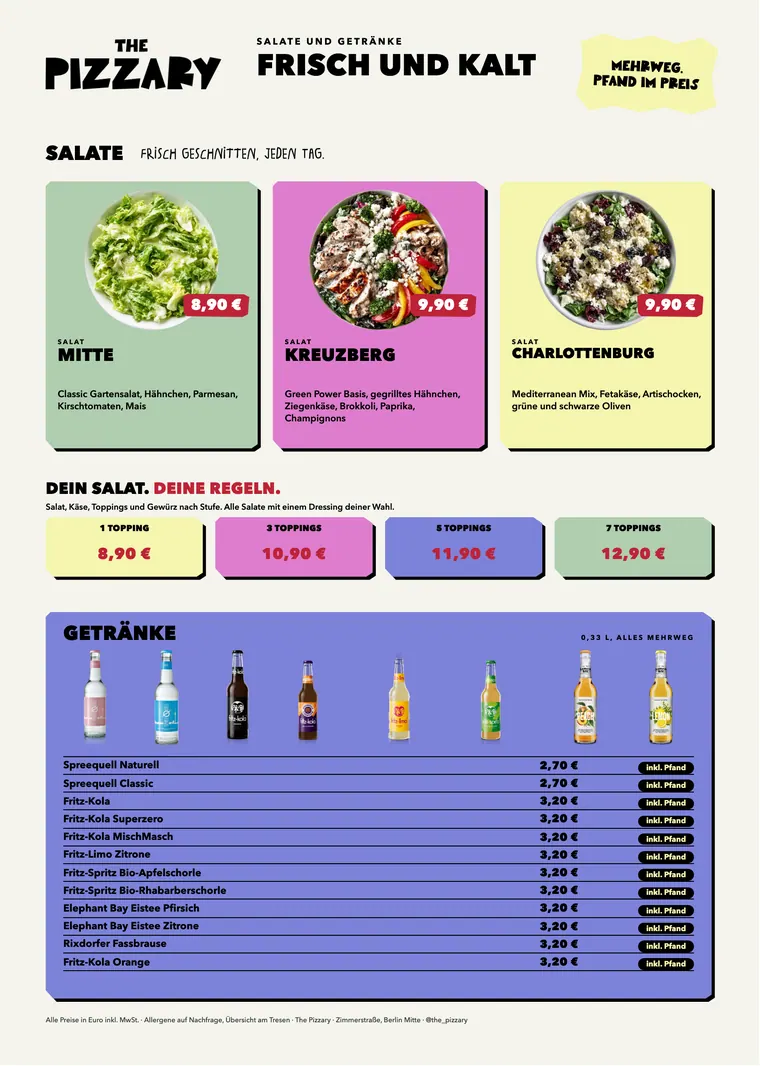 THE
PIZZARY
SALATE UND GETRÄNKE
FRISCH UND KALT
MEHRWEG.
PFAND IM PREIS
SALATE FRISCH GESCHNITTEN, JEDEN TAG.
8,90 €
SALAT
MITTE
Classic Gartensalat, Hähnchen, Parmesan,
Kirschtomaten, Mais
9,90 €
SALAT
KREUZBERG
Green Power Basis, gegrilltes Hähnchen,
Ziegenkäse, Brokkoli, Paprika,
Champignons
9,90 €
SALAT
CHARLOTTENBURG
Mediterranean Mix, Fetakäse, Artischocken,
grüne und schwarze Oliven
DEIN SALAT. DEINE REGELN.
Salat, Käse, Toppings und Gewürz nach Stufe. Alle Salate mit einem Dressing deiner Wahl.
1 TOPPING
8,90 €
3 TOPPINGS
10,90 €
5 TOPPINGS
11,90 €
7 TOPPINGS
12,90 €
GETRÄNKE
0,33 L, ALLES MEHRWEG
Spreequell Naturell 2,70 € inkl. Pfand
Spreequell Classic 2,70 € inkl. Pfand
Fritz-Kola 3,20 € inkl. Pfand
Fritz-Kola Superzero 3,20 € inkl. Pfand
Fritz-Kola MischMasch 3,20 € inkl. Pfand
Fritz-Limo Zitrone 3,20 € inkl. Pfand
Fritz-Spritz Bio-Apfelschorle 3,20 € inkl. Pfand
Fritz-Spritz Bio-Rhabarberschorle 3,20 € inkl. Pfand
Elephant Bay Eistee Pfirsich 3,20 € inkl. Pfand
Elephant Bay Eistee Zitrone 3,20 € inkl. Pfand
Rixdorfer Fassbrause 3,20 € inkl. Pfand
Fritz-Kola Orange 3,20 € inkl. Pfand
Alle Preise in Euro inkl. MwSt. · Allergene auf Nachfrage, Übersicht am Tresen · The Pizzary · Zimmerstraße, Berlin Mitte · @the_pizzary